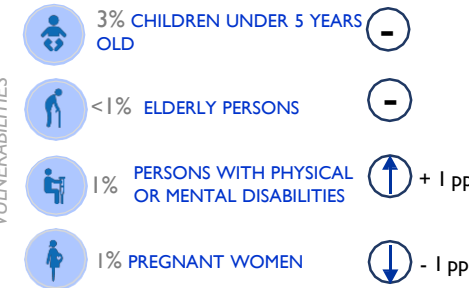 VULNERABILITIES
3% CHILDREN UNDER 5 YEARS
OLD
-
<1% ELDERLY PERSONS
-
1% PERSONS WITH PHYSICAL
OR MENTAL DISABILITIES
+ 1 pp
1% PREGNANT WOMEN
- 1 pp